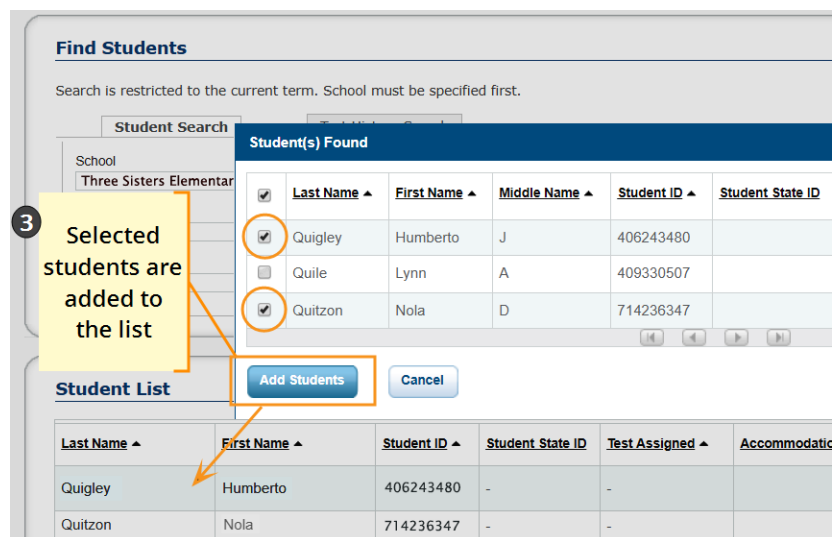 Find Students
Search is restricted to the current term. School must be specified first.
Student Search
Student(s) Found
School
Three Sisters Elementar
Last Name First Name Middle Name Student ID Student State ID
3
Selected
students are
added to
the list
Quigley Humberto J 406243480
Quile Lynn A 409330507
Quitzon Nola D 714236347
Add Students Cancel
Student List
Last Name First Name Student ID Student State ID Test Assigned Accommodatio
Quigley Humberto 406243480 - -
Quitzon Nola 714236347 - -